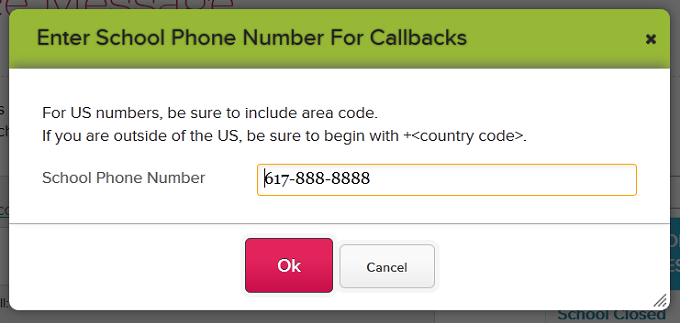 Message
Enter School Phone Number For Callbacks
For US numbers, be sure to include area code.
If you are outside of the US, be sure to begin with +<country code>.
School Phone Number
617-888-8888
Ok
Cancel
School Closed